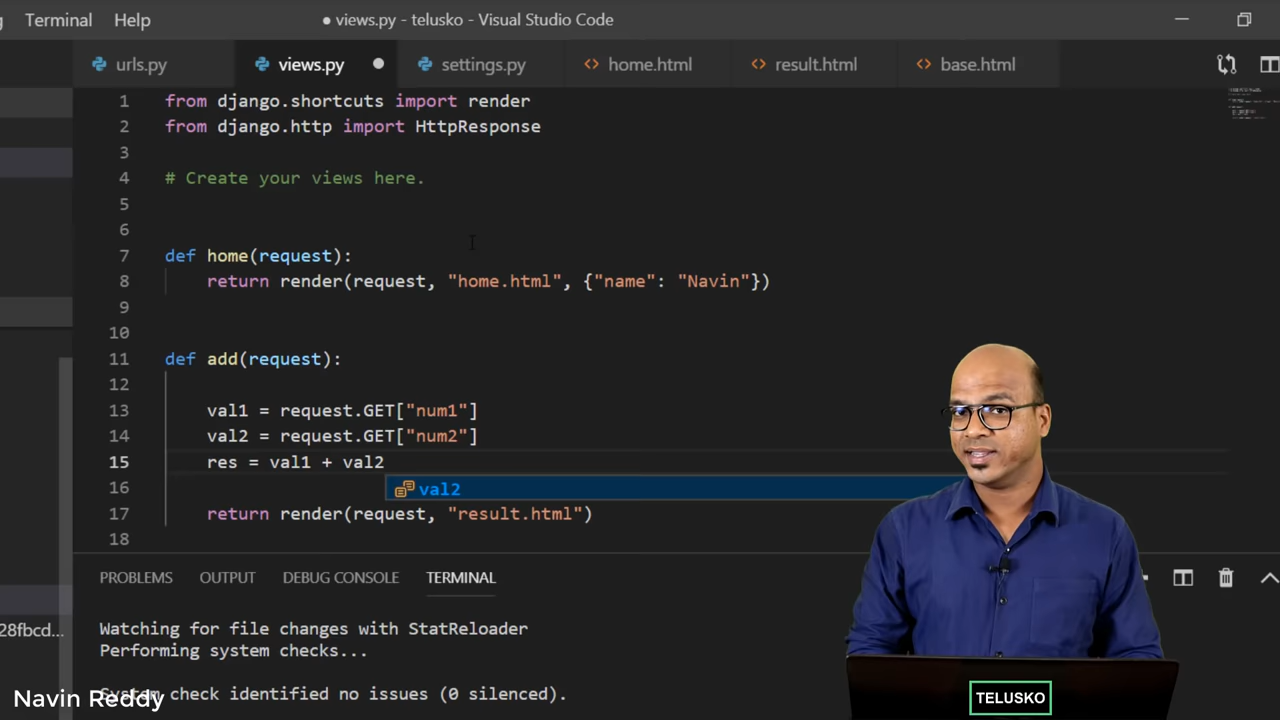 Terminal Help
● views.py - telusko - Visual Studio Code
urls.py views.py settings.py home.html result.html base.html
1 from django.shortcuts import render
2 from django.http import HttpResponse
3
4 # Create your views here.
5
6
7 def home(request):
8 return render(request, "home.html", {"name": "Navin"})
9
10
11 def add(request):
12
13 val1 = request.GET["num1"]
14 val2 = request.GET["num2"]
15 res = val1 + val2
16 val2
17 return render(request, "result.html")
18
PROBLEMS OUTPUT DEBUG CONSOLE TERMINAL
Watching for file changes with StatReloader
Performing system checks...
28fbcd...
System check identified no issues (0 silenced).
Navin Reddy
TELUSKO